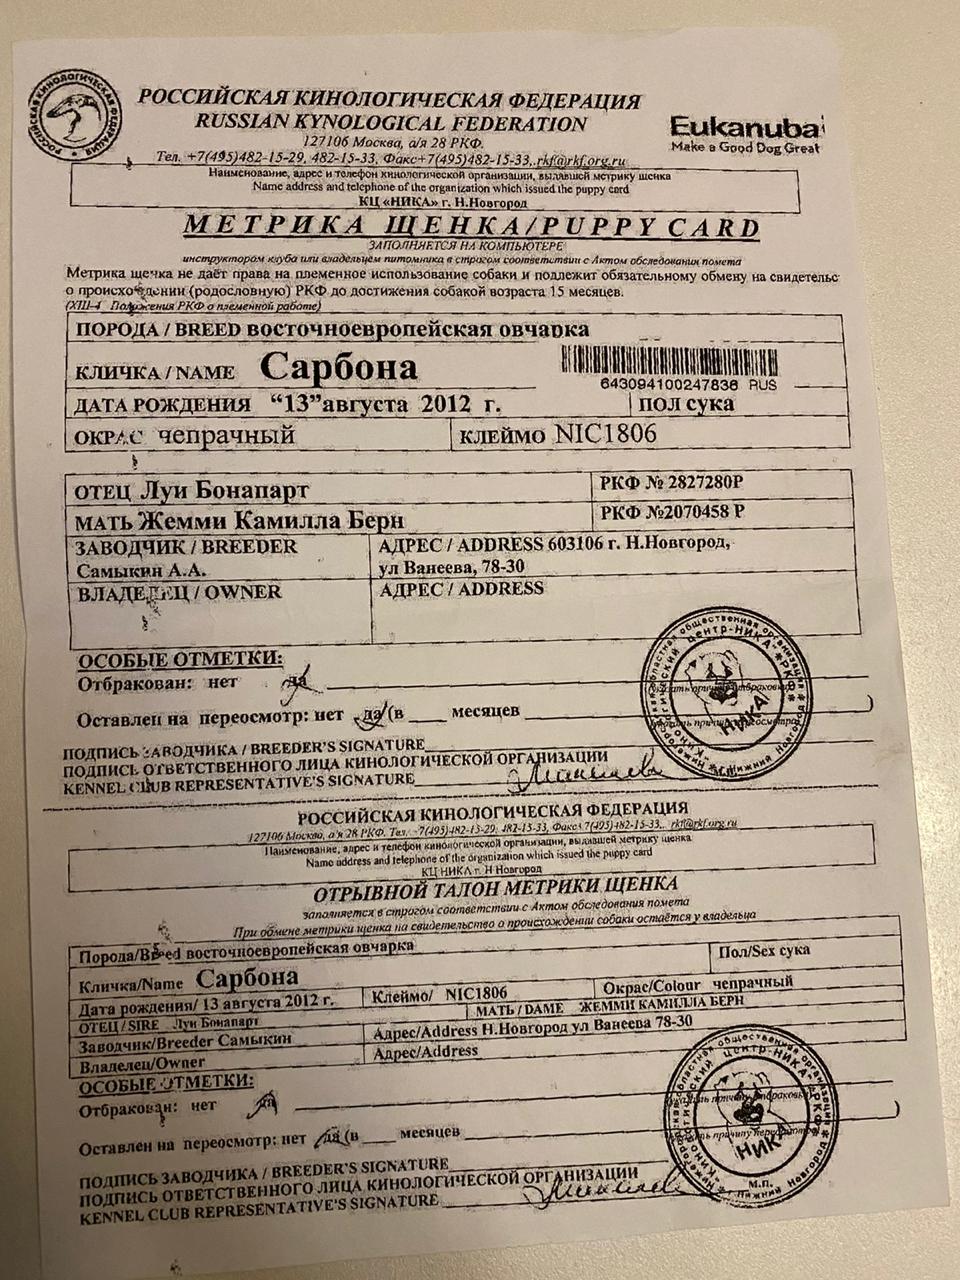 РОССИЙСКАЯ КИНОЛОГИЧЕСКАЯ ФЕДЕРАЦИЯ
RUSSIAN KYNOLOGICAL FEDERATION
127106 Москва, а/я 28 РКФ.
Тел. +7(495)482-15-29, 482-15-33, Факс+7(495)482-15-33,.rkf@rkf.org.ru
Eukanuba
Make a Good Dog Great
Наименование, адрес и телефон кинологической организации, выдавшей метрику щенка
Name address and telephone of the organization which issued the puppy card
КЦ «НИКА» г. Н.Новгород
МЕТРИКА ЩЕНКА/PUPPY CARD
ЗАПОЛНЯЕТСЯ НА КОМПЬЮТЕРЕ
инструктором клуба или владельцем питомника в строгом соответствии с Актом обследования помета
Метрика щенка не даёт права на племенное использование собаки и подлежит обязательному обмену на свидетельс
о происхождении (родословную) РКФ до достижения собакой возраста 15 месяцев.
(XIII-4 Положения РКФ о племенной работе)
ПОРОДА / BREED восточноевропейская овчарка
КЛИЧКА / NAME Сарбона
643094100247836 RUS
ДАТА РОЖДЕНИЯ “13”августа 2012 г.
ПОЛ сука
ОКРАС чепрачный
КЛЕЙМО NIC1806
ОТЕЦ Луи Бонапарт
РКФ № 2827280Р
МАТЬ Жемми Камилла Берн
РКФ №2070458 Р
ЗАВОДЧИК / BREEDER
Самыкин А.А.
АДРЕС / ADDRESS 603106 г. Н.Новгород,
ул Ванеева, 78-30
ВЛАДЕЛЕЦ / OWNER
АДРЕС / ADDRESS
ОСОБЫЕ ОТМЕТКИ:
Отбракован: нет да
Оставлен на переосмотр: нет да (в ___ месяцев
ПОДПИСЬ ЗАВОДЧИКА / BREEDER'S SIGNATURE
ПОДПИСЬ ОТВЕТСТВЕННОГО ЛИЦА КИНОЛОГИЧЕСКОЙ ОРГАНИЗАЦИИ
KENNEL CLUB REPRESENTATIVE'S SIGNATURE
НИКА
РОССИЙСКАЯ КИНОЛОГИЧЕСКАЯ ФЕДЕРАЦИЯ
127106 Москва, а/я 28 РКФ. Тел. +7(495)482-15-29, 482-15-33, Факс+7(495)482-15-33,. rkf@rkf.org.ru
Наименование, адрес и телефон кинологической организации, выдавшей метрику щенка
Name address and telephone of the organization which issued the puppy card
КЦ НИКА г. Н Новгород
ОТРЫВНОЙ ТАЛОН МЕТРИКИ ЩЕНКА
заполняется в строгом соответствии с Актом обследования помета
При обмене метрики щенка на свидетельство о происхождении собаки остаётся у владельца
Порода/Breed восточноевропейская овчарка
Пол/Sex сука
Кличка/Name Сарбона
Дата рождения/ 13 августа 2012 г.
Клеймо/ NIC1806
Окрас/Colour чепрачный
ОТЕЦ / SIRE Луи Бонапарт
МАТЬ / DAME ЖЕММИ КАМИЛЛА БЕРН
Заводчик/Breeder Самыкин
Адрес/Address Н.Новгород ул Ванеева 78-30
Владелец/Owner
Адрес/Address
ОСОБЫЕ ОТМЕТКИ:
Отбракован: нет да
Оставлен на переосмотр: нет да (в ___ месяцев
ПОДПИСЬ ЗАВОДЧИКА / BREEDER'S SIGNATURE
ПОДПИСЬ ОТВЕТСТВЕННОГО ЛИЦА КИНОЛОГИЧЕСКОЙ ОРГАНИЗАЦИИ
KENNEL CLUB REPRESENTATIVE'S SIGNATURE
НИКА
М.П.